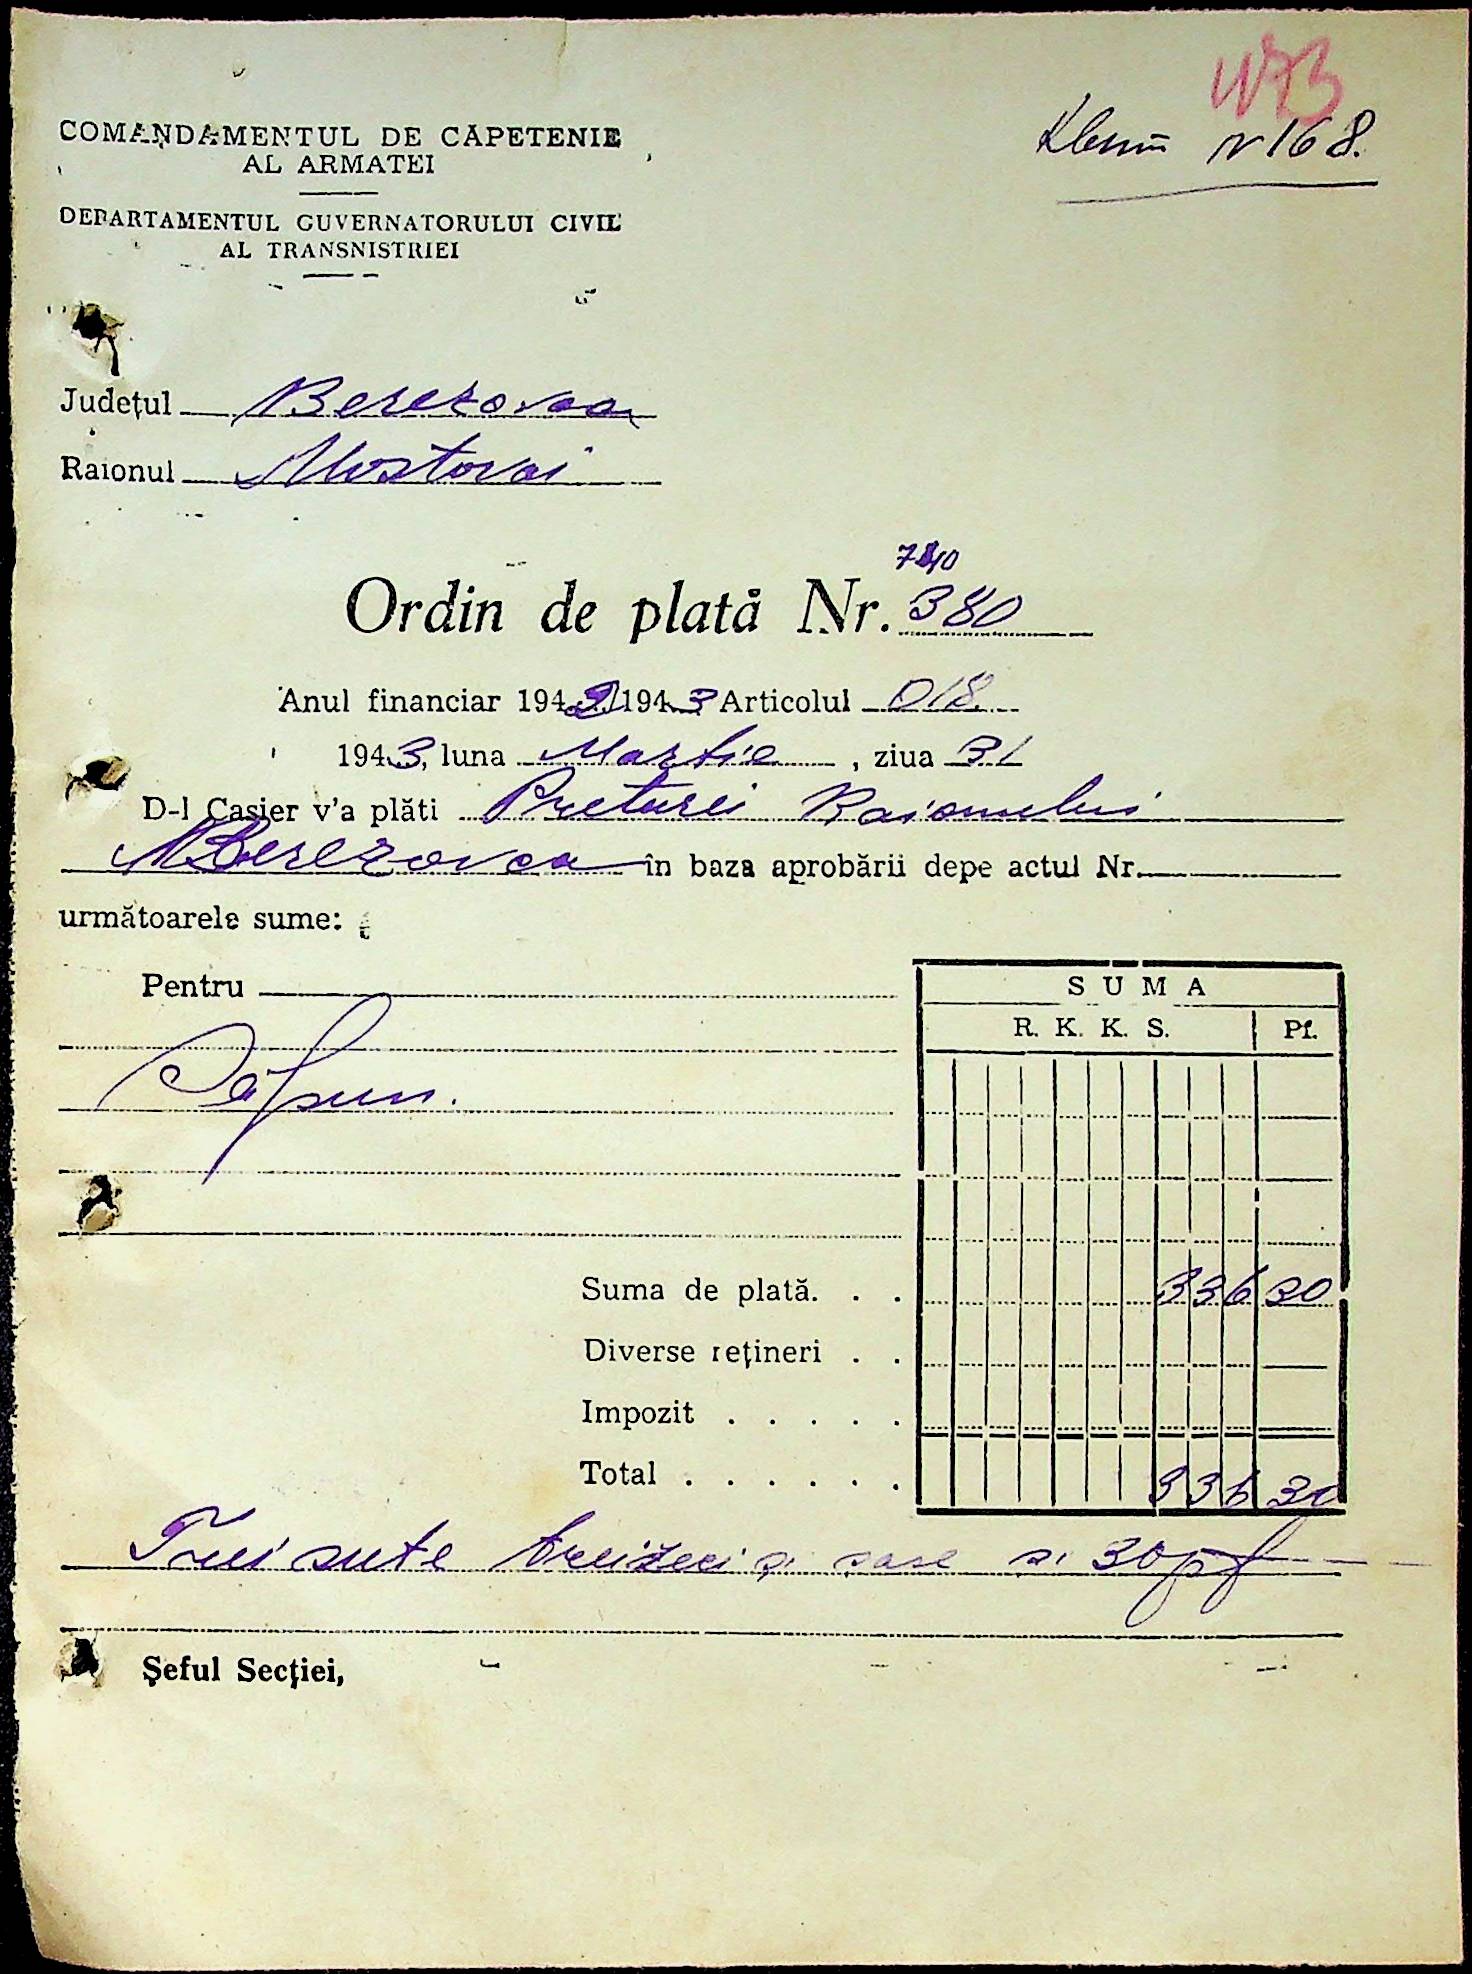 COMANDAMENTUL DE CAPETENIE
AL ARMATEI
DEPARTAMENTUL GUVERNATORULUI CIVIL
AL TRANSNISTRIEI
N 168.
Județul Berezovca
Raionul Mostovoi
Ordin de plată Nr. 380
Anul financiar 1942/1943 Articolul 018.
1943, luna Martie, ziua 31
D-l Casier v'a plăti Preturei Raionului
Berezovca în baza aprobării depe actul Nr.
următoarele sume:
Pentru
Săpun.
SUMA
R. K. K. S. Pf.
Suma de plată. . . 336 30
Diverse rețineri . .
Impozit . . . . .
Total . . . . . . 336 30
Trei sute treizeci și șase și 30 pf
Șeful Secției,